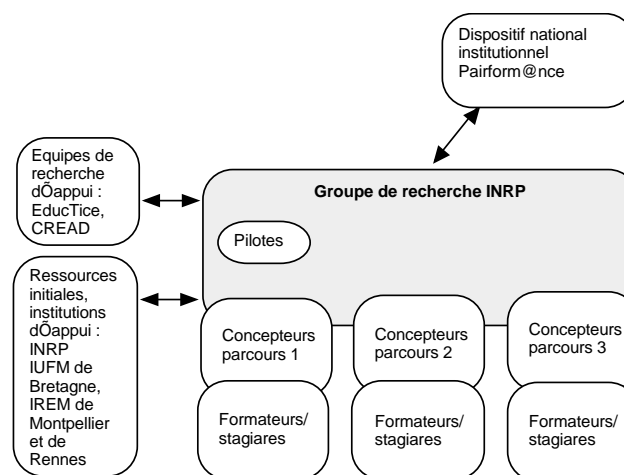 Dispositif national
institutionnel
Pairform@nce
Equipes de
recherche
dÕappui :
EducTice,
CREAD
Groupe de recherche INRP
Pilotes
Ressources
initiales,
institutions
dÕappui :
INRP
IUFM de
Bretagne,
IREM de
Montpellier
et de
Rennes
Concepteurs
parcours 1
Concepteurs
parcours 2
Concepteurs
parcours 3
Formateurs/
stagiares
Formateurs/
stagiares
Formateurs/
stagiares